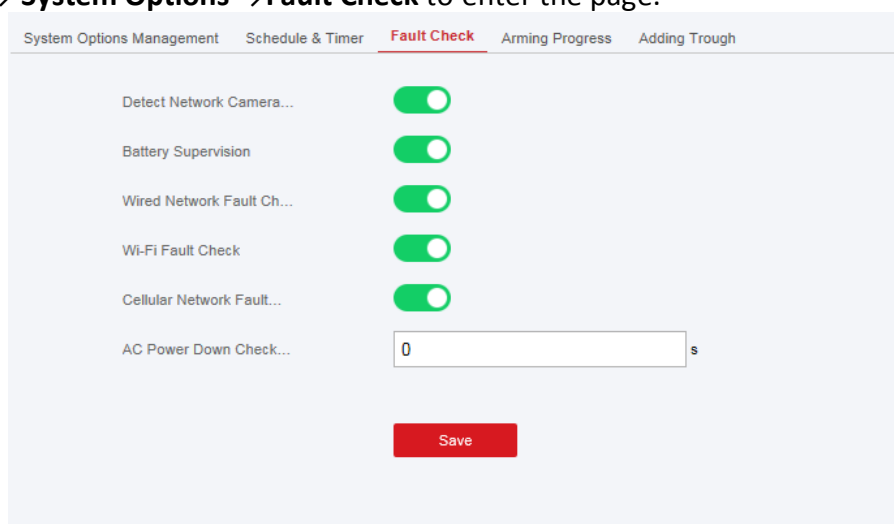 System Options → Fault Check to enter the page.
System Options Management Schedule & Timer Fault Check Arming Progress Adding Trough
Detect Network Camera...
Battery Supervision
Wired Network Fault Ch...
Wi-Fi Fault Check
Cellular Network Fault...
AC Power Down Check... 0 s
Save